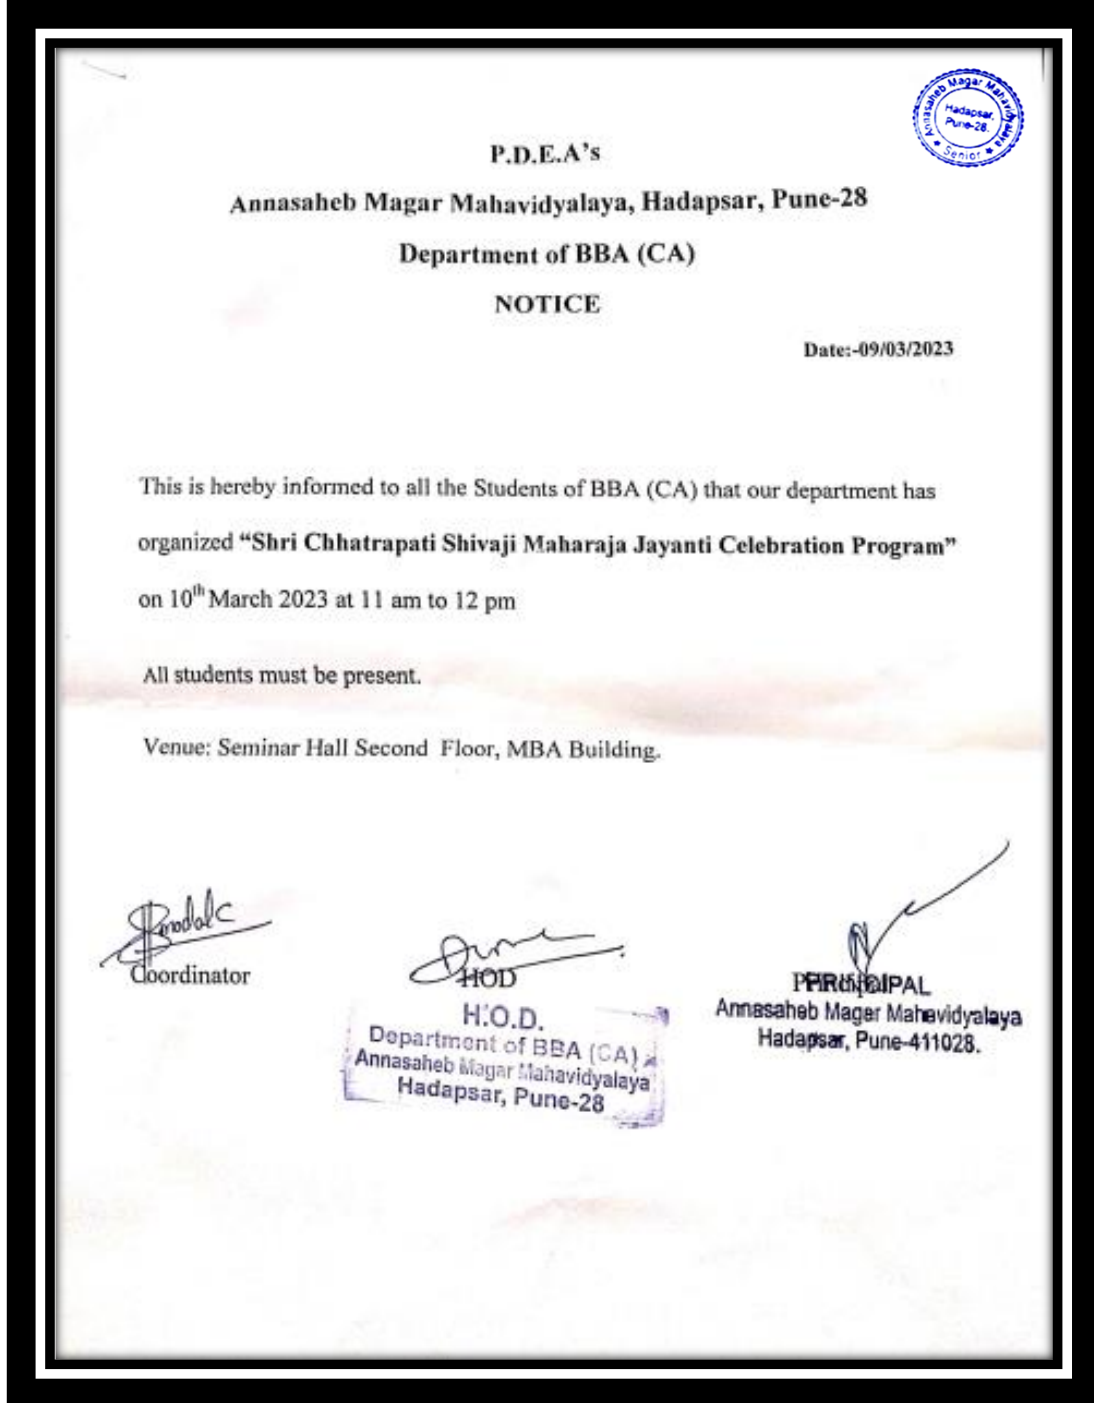 Annasaheb Magar Mahavidyalaya
Hadapsar,
Pune-28.
★ Senior ★
P.D.E.A's
Annasaheb Magar Mahavidyalaya, Hadapsar, Pune-28
Department of BBA (CA)
NOTICE
Date:-09/03/2023
This is hereby informed to all the Students of BBA (CA) that our department has
organized “Shri Chhatrapati Shivaji Maharaja Jayanti Celebration Program”
on 10th March 2023 at 11 am to 12 pm
All students must be present.
Venue: Seminar Hall Second Floor, MBA Building.
Coordinator
HOD
H.O.D.
Department of BBA (CA)
Annasaheb Magar Mahavidyalaya
Hadapsar, Pune-28
PRINCIPAL
Annasaheb Magar Mahavidyalaya
Hadapsar, Pune-411028.